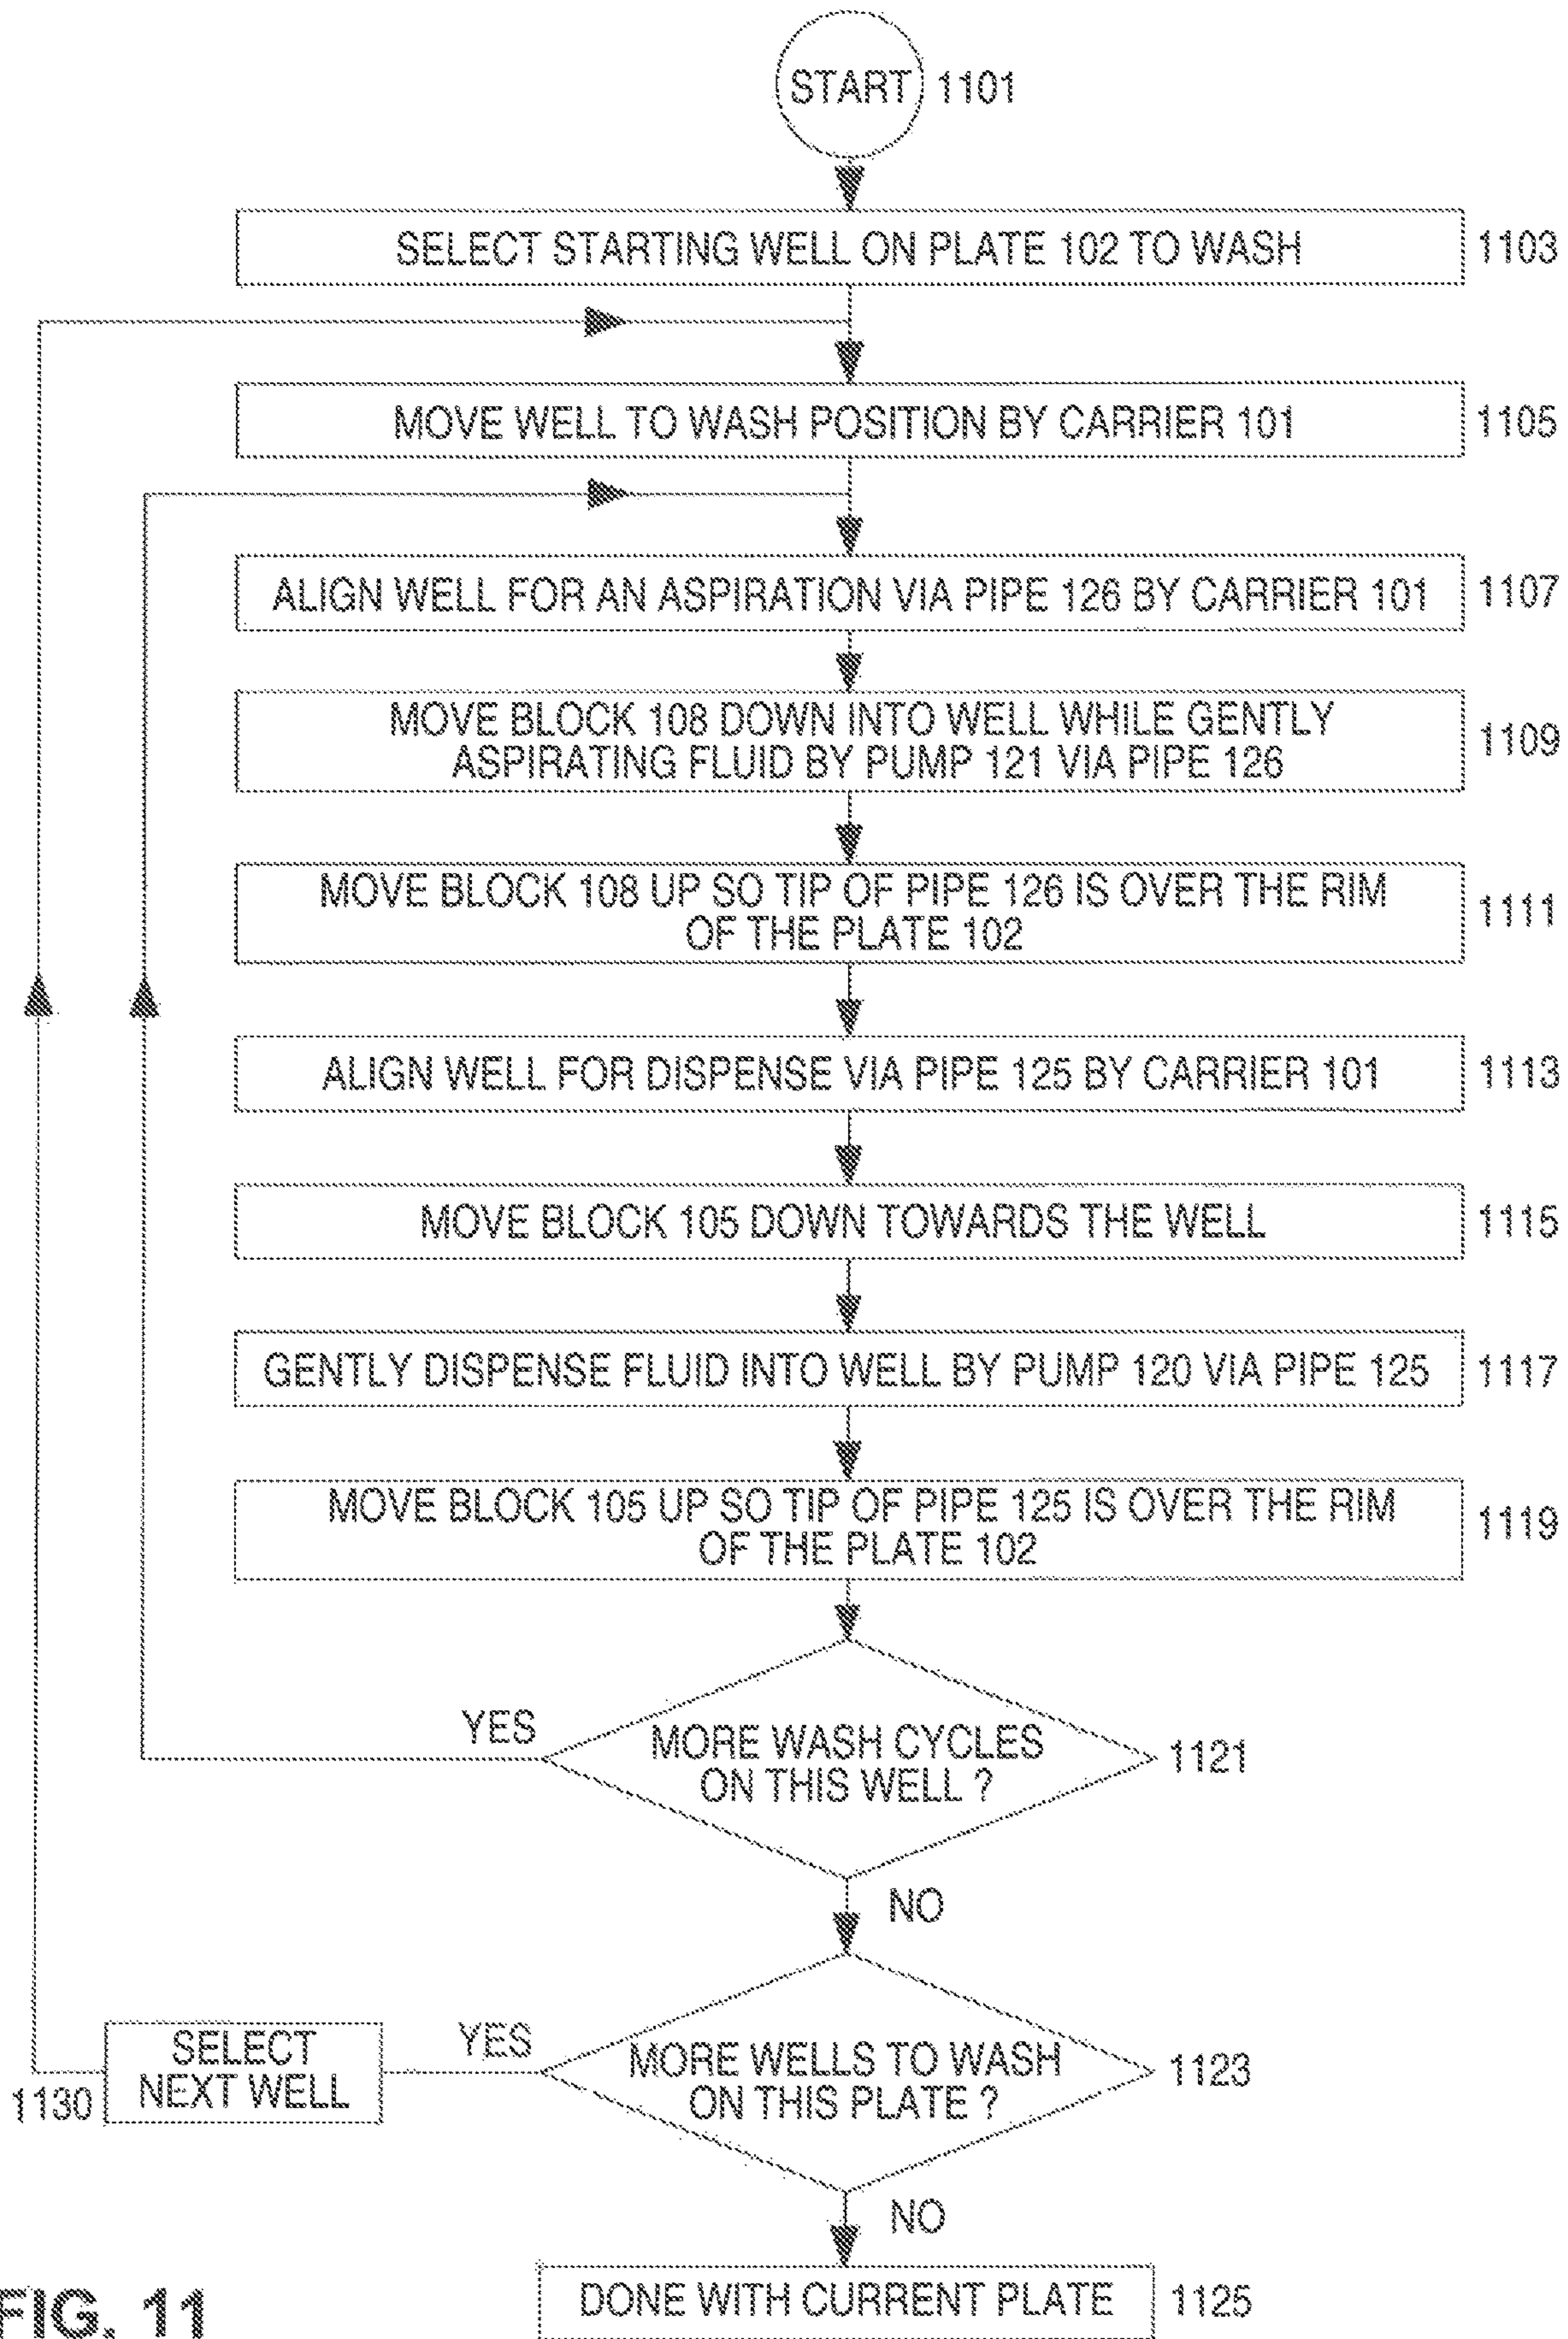 START 1101
SELECT STARTING WELL ON PLATE 102 TO WASH 1103
MOVE WELL TO WASH POSITION BY CARRIER 101 1105
ALIGN WELL FOR AN ASPIRATION VIA PIPE 126 BY CARRIER 101 1107
MOVE BLOCK 108 DOWN INTO WELL WHILE GENTLY
ASPIRATING FLUID BY PUMP 121 VIA PIPE 126
1109
MOVE BLOCK 108 UP SO TIP OF PIPE 126 IS OVER THE RIM
OF THE PLATE 102
1111
ALIGN WELL FOR DISPENSE VIA PIPE 125 BY CARRIER 101 1113
MOVE BLOCK 105 DOWN TOWARDS THE WELL 1115
GENTLY DISPENSE FLUID INTO WELL BY PUMP 120 VIA PIPE 125 1117
MOVE BLOCK 105 UP SO TIP OF PIPE 125 IS OVER THE RIM
OF THE PLATE 102
1119
YES
MORE WASH CYCLES
ON THIS WELL ?
1121
NO
SELECT
NEXT WELL
1130
YES
MORE WELLS TO WASH
ON THIS PLATE ?
1123
NO
DONE WITH CURRENT PLATE 1125
FIG. 11